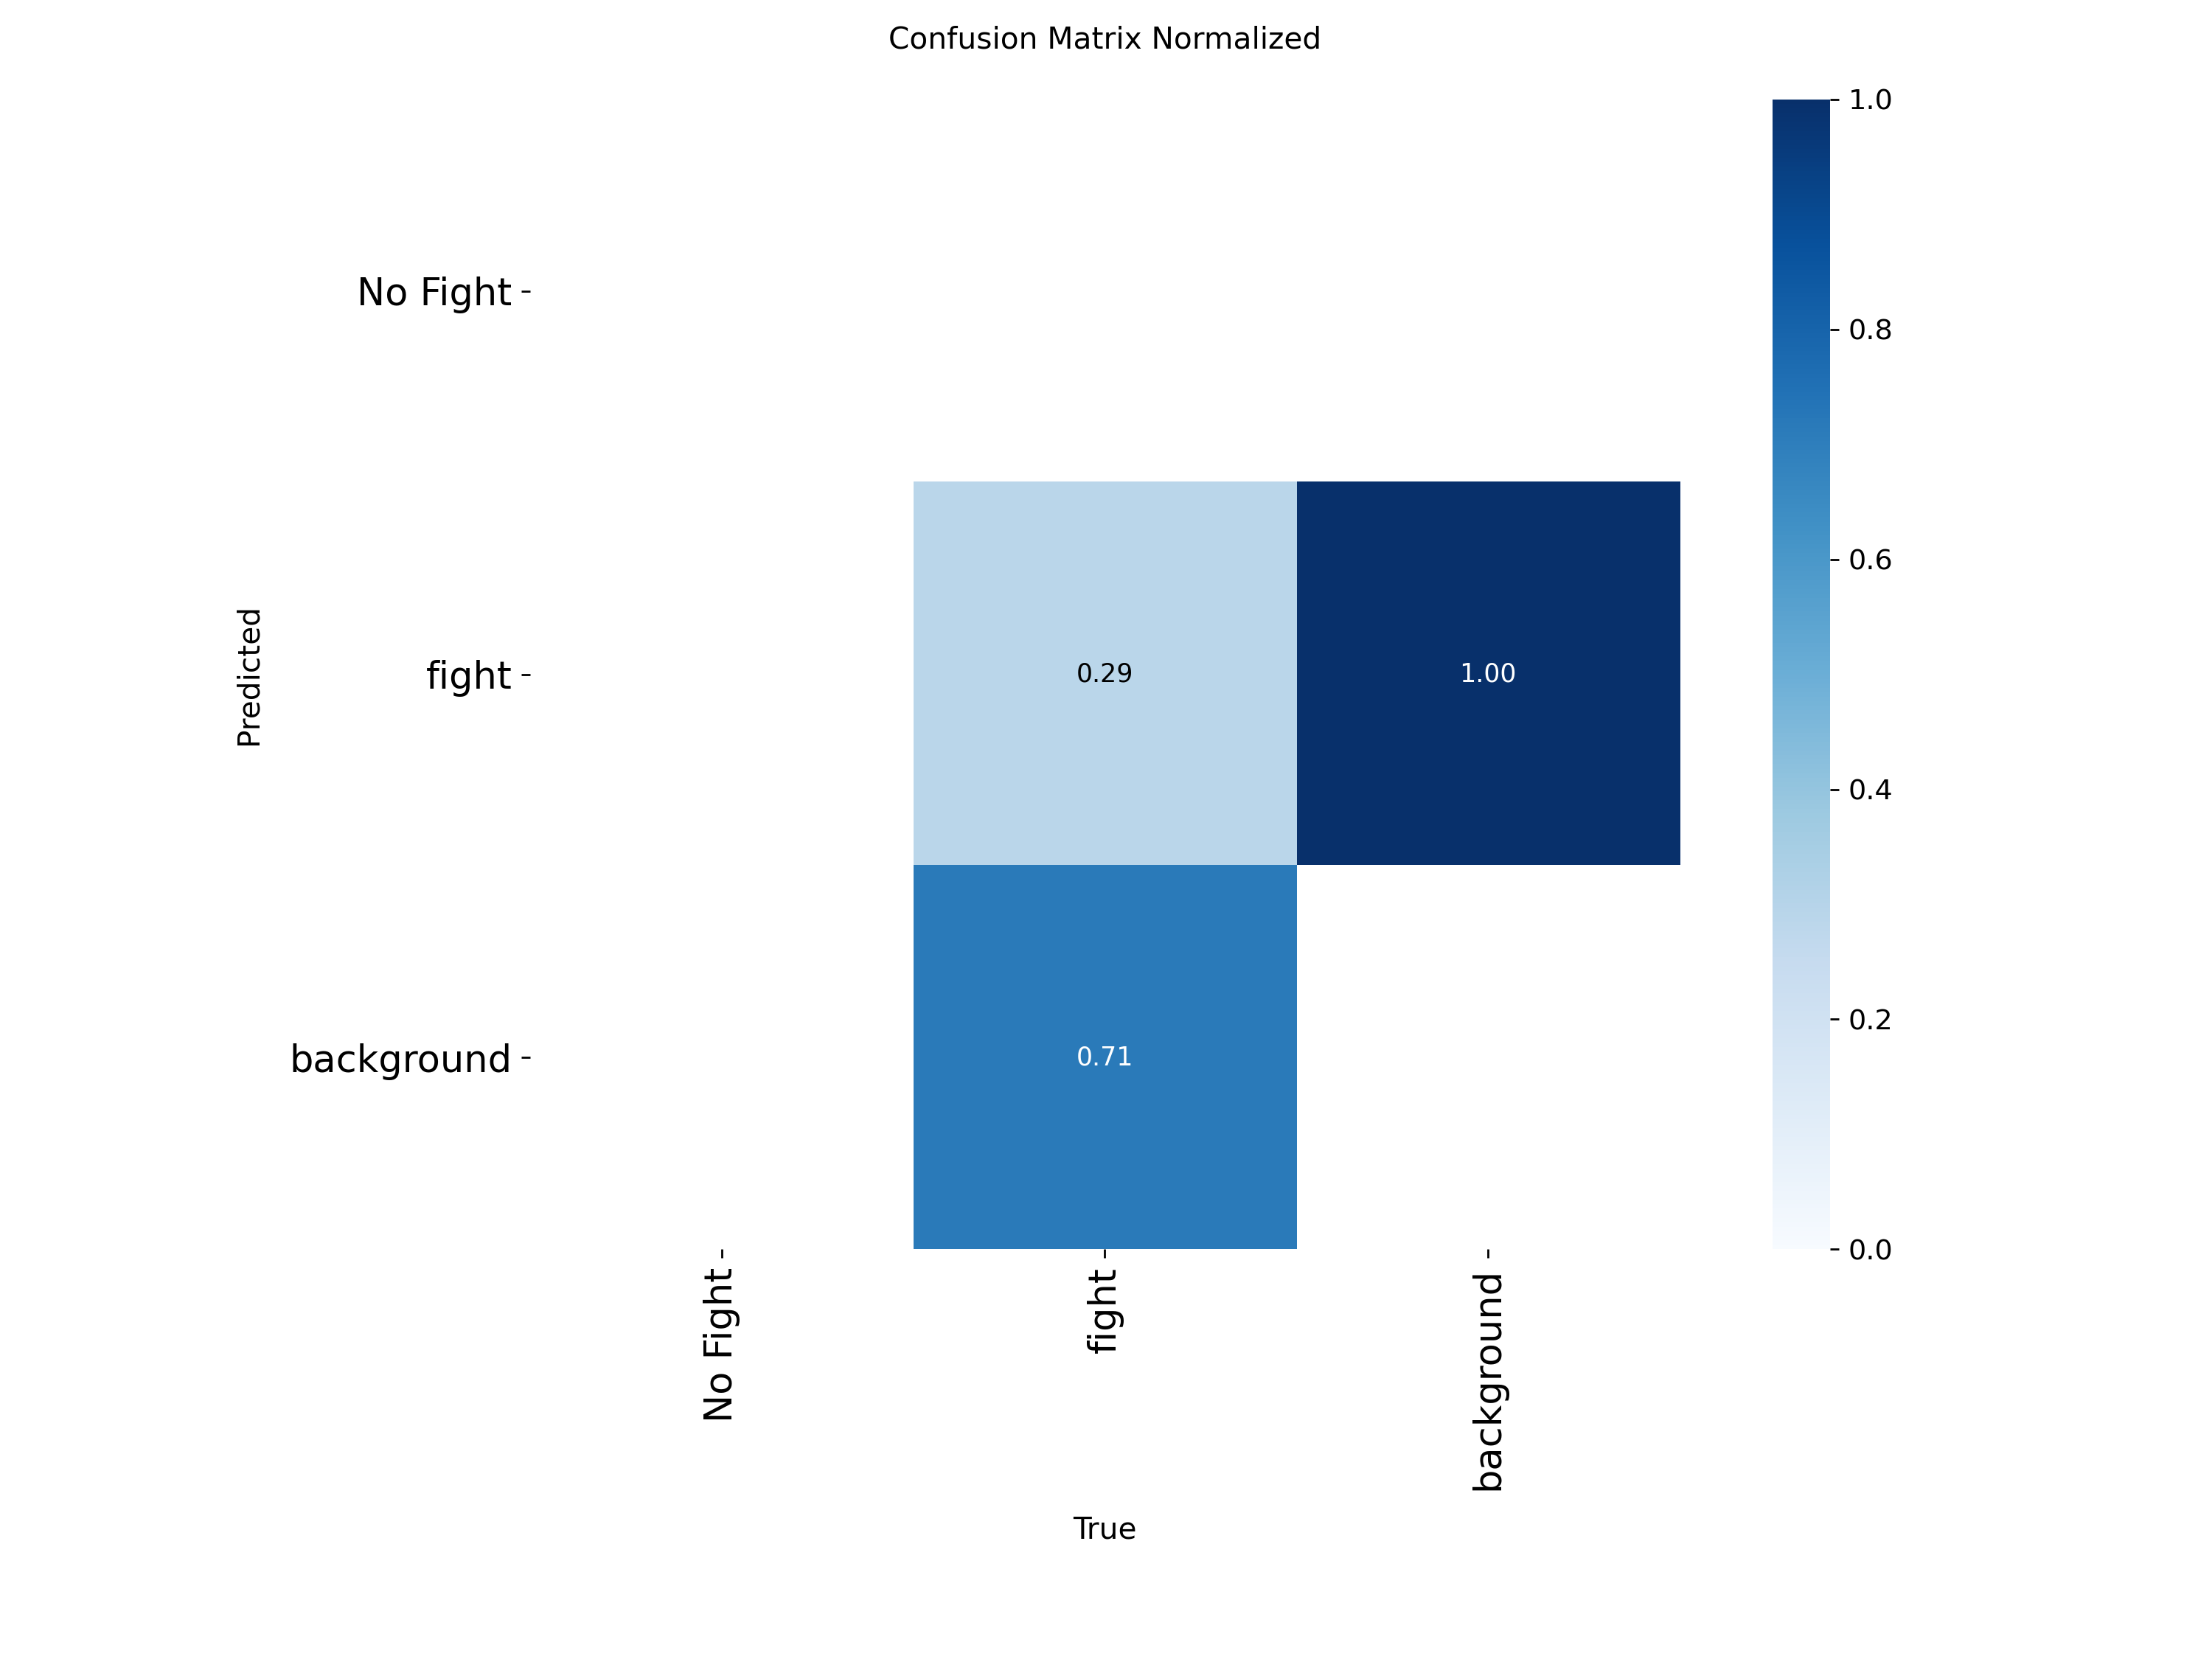 Confusion Matrix Normalized
1.0
0.8
0.6
0.4
0.2
0.0
Predicted
No Fight
fight
background
0.29
1.00
0.71
No Fight
fight
background
True